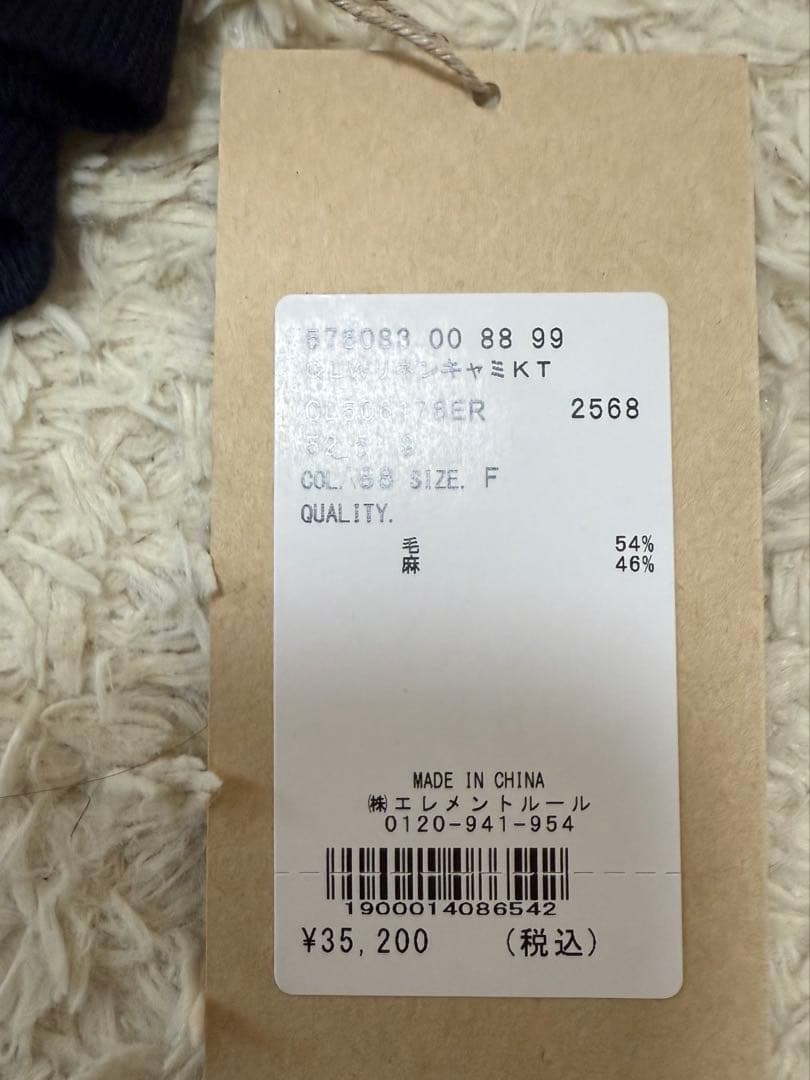 576083 00 88 99
リネンキャミKT
2568
COL. 88 SIZE. F
QUALITY.
毛 54%
麻 46%
MADE IN CHINA
㈱エレメントルール
0120-941-954
1900014086542
¥35,200 (税込)